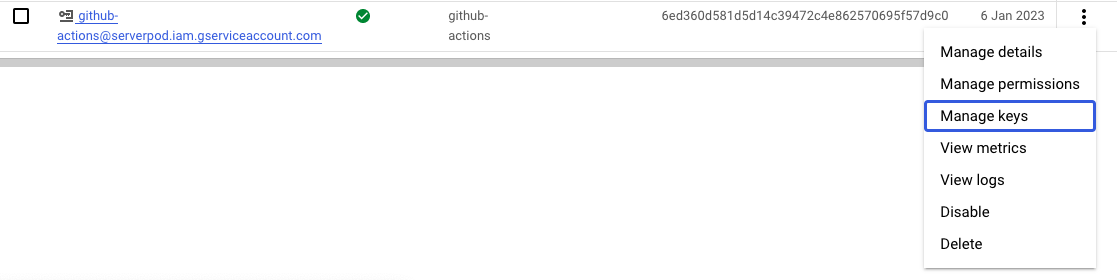 github-
actions@serverpod.iam.gserviceaccount.com
github-
actions
6ed360d581d5d14c39472c4e862570695f57d9c0
6 Jan 2023
Manage details
Manage permissions
Manage keys
View metrics
View logs
Disable
Delete